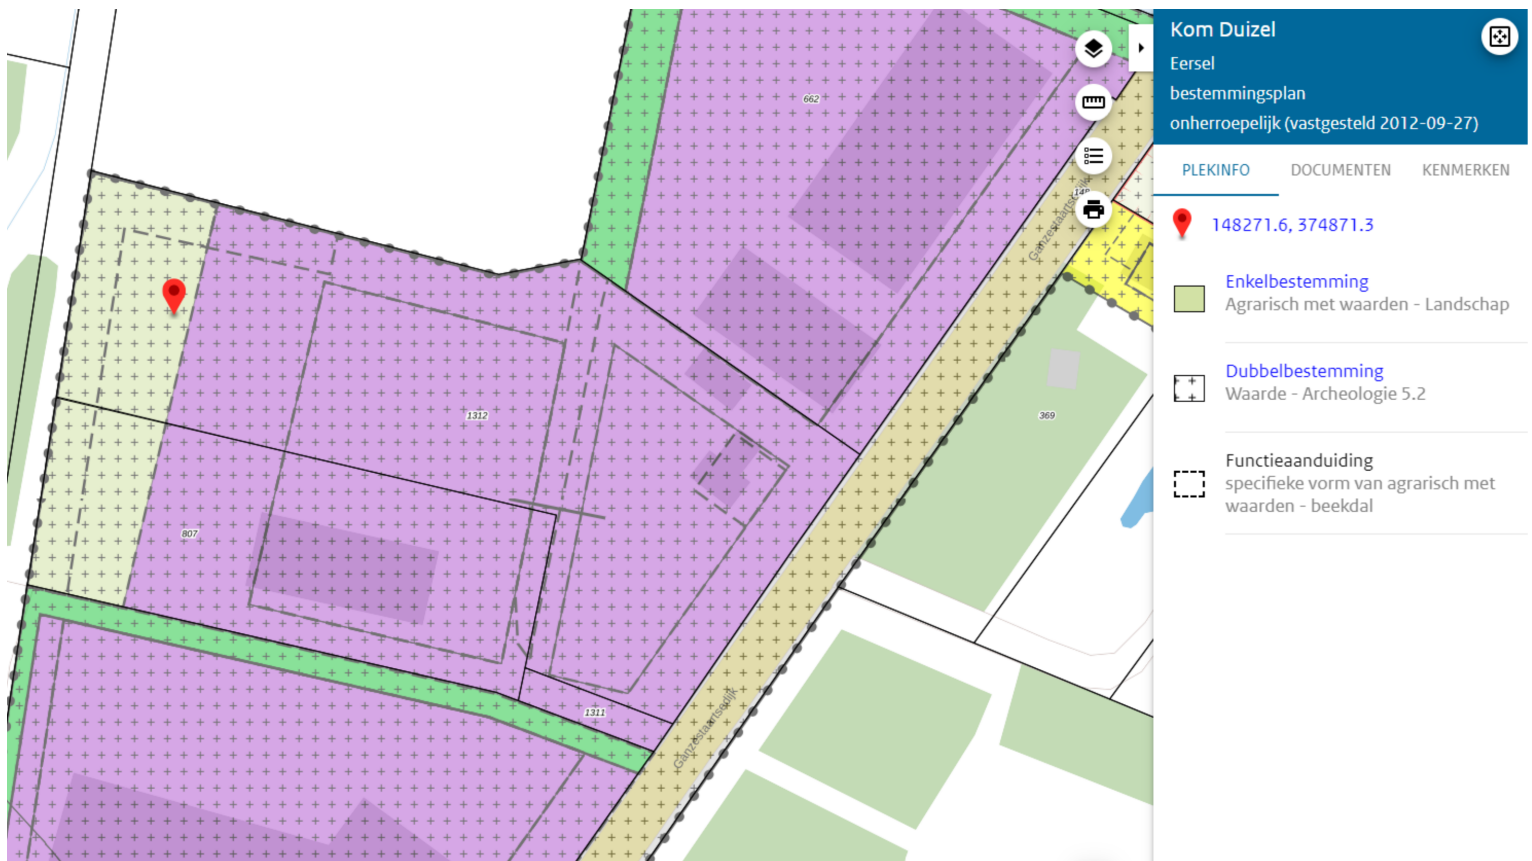 662
148
Ganzestaartsedijk
1312
369
807
1311
Ganzestaartsedijk
Kom Duizel
Eersel
bestemmingsplan
onherroepelijk (vastgesteld 2012-09-27)
PLEKINFO DOCUMENTEN KENMERKEN
148271.6, 374871.3
Enkelbestemming
Agrarisch met waarden - Landschap
Dubbelbestemming
Waarde - Archeologie 5.2
Functieaanduiding
specifieke vorm van agrarisch met
waarden - beekdal